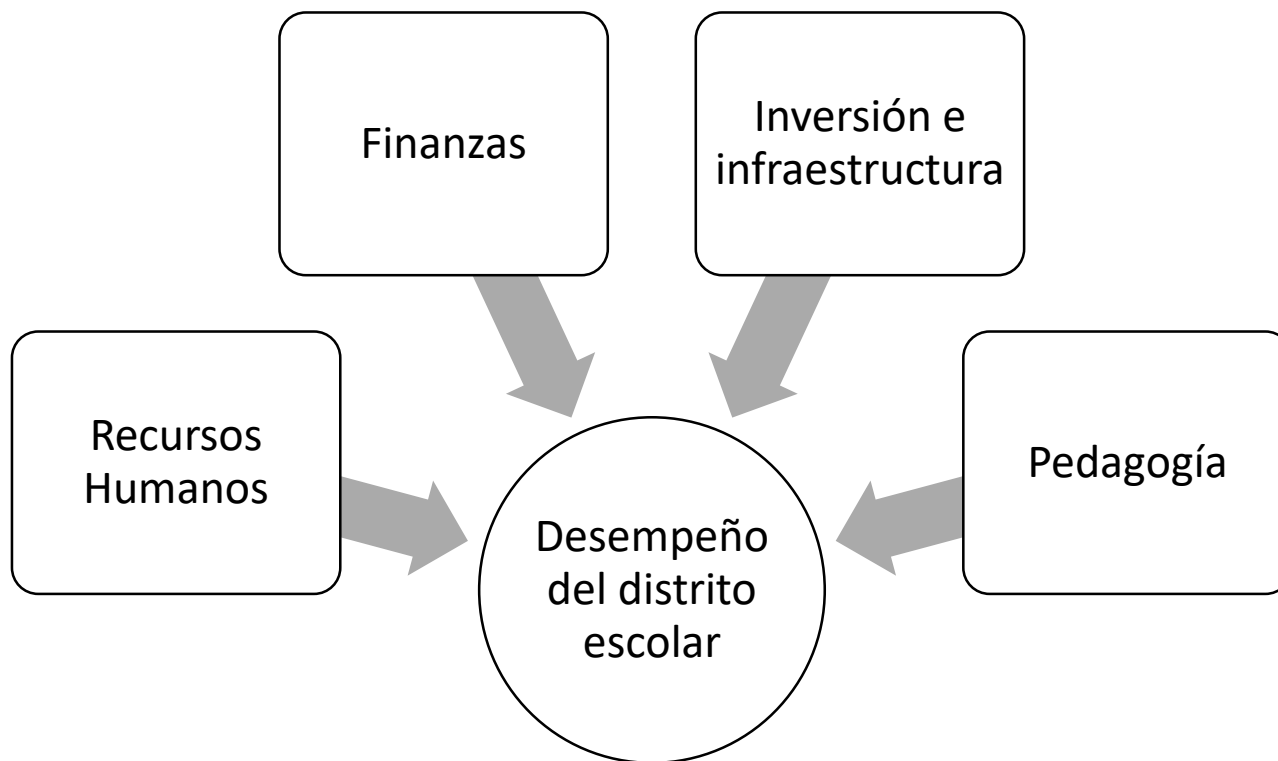 Finanzas
Inversión e
infraestructura
Recursos
Humanos
Pedagogía
Desempeño
del distrito
escolar